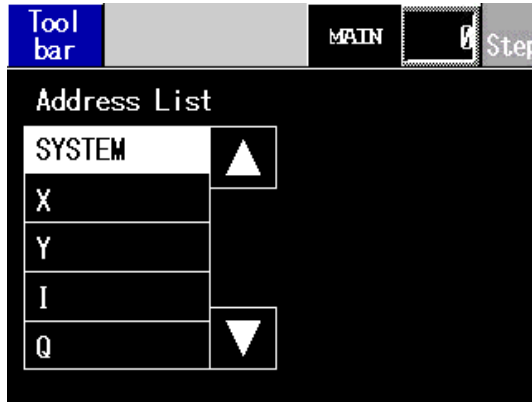 Tool
bar
MAIN
0
Step
Address List
SYSTEM
X
Y
I
Q